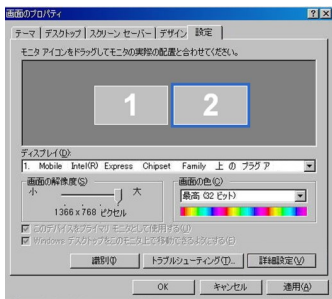 画面のプロパティ
テーマ デスクトップ スクリーン セーバー デザイン 設定
モニタ アイコンをドラッグしてモニタの実際の配置と合わせてください。
1 2
ディスプレイ(D):
1. Mobile Intel(R) Express Chipset Family 上 の プラグ ア
画面の解像度(S) 画面の色(C)
小 大 最高 (32 ビット)
1366 x 768 ピクセル
このデバイスをプライマリ モニタとして使用する(U)
Windows デスクトップをこのモニタ上で移動できるようにする(E)
識別(I) トラブルシューティング(T)... 詳細設定(V)
OK キャンセル 適用(A)